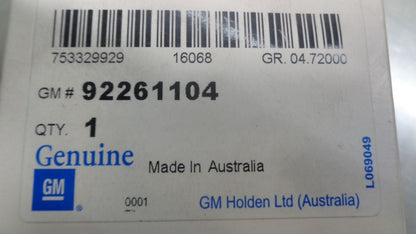 753329929 16068 GR. 04.72000
GM # 92261104
QTY. 1
Genuine
Made In Australia
GM
0001
GM Holden Ltd (Australia)
L069049